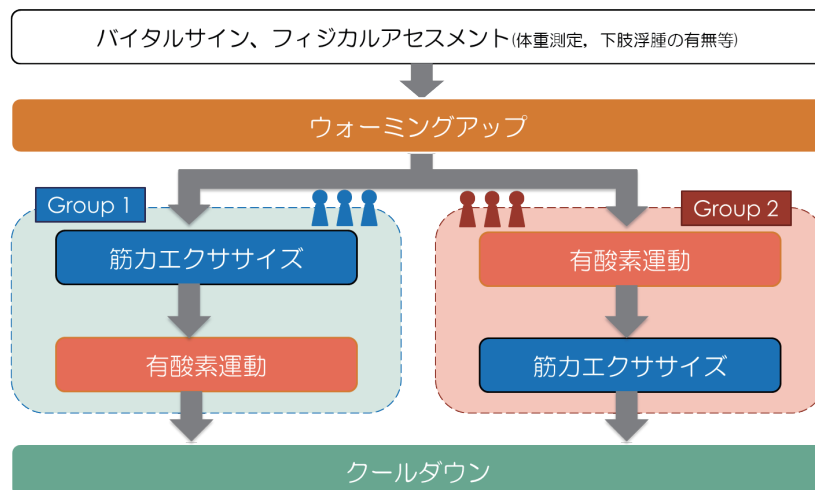 バイタルサイン、フィジカルアセスメント(体重測定，下肢浮腫の有無等)
ウォーミングアップ
Group 1
筋力エクササイズ
有酸素運動
Group 2
有酸素運動
筋力エクササイズ
クールダウン